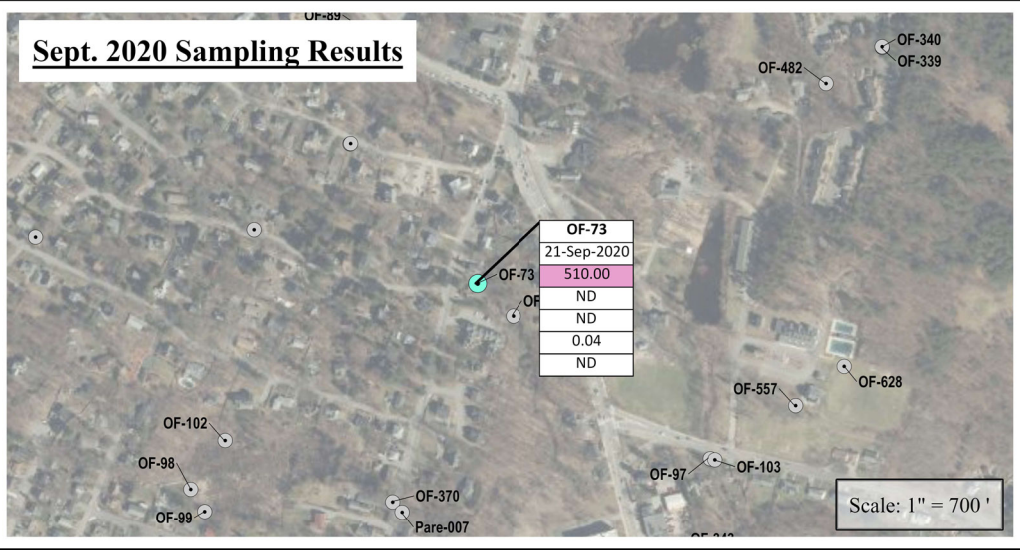 OF-89
Sept. 2020 Sampling Results
OF-340
OF-339
OF-482
OF-73
21-Sep-2020
510.00
ND
ND
0.04
ND
OF-73
OF
OF-628
OF-557
OF-102
OF-98
OF-99
OF-370
Pare-007
OF-97
OF-103
Scale: 1" = 700 '